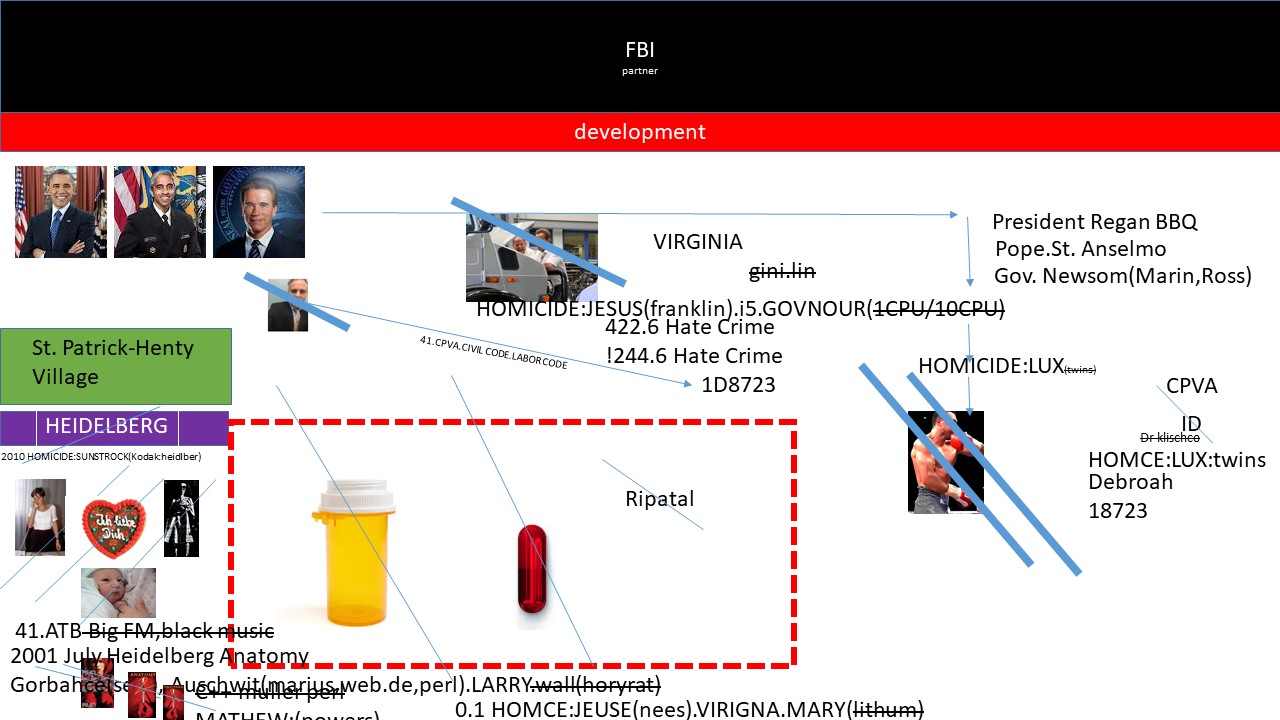 FBI
partner
development
President Regan BBQ
Pope.St. Anselmo
Gov. Newsom(Marin,Ross)
VIRGINIA
gini.lin
HOMICIDE:JESUS(franklin).i5.GOVNOUR(1CPU/10CPU)
422.6 Hate Crime
!244.6 Hate Crime
1D8723
41.CPVA.CIVIL CODE.LABOR CODE
St. Patrick-Henty
Village
HEIDELBERG
2010 HOMICIDE:SUNSTROCK(Kodak:heidlber)
HOMICIDE:LUX(twins)
CPVA
ID
Dr klischco
HOMCE:LUX:twins
Debroah
18723
Ich liebe
Dich
Ripatal
41.ATB Big FM,black music
2001 July Heidelberg Anatomy
Auschwit(marius.web.de,perl).LARRY.wall(horyrat)
C++ muller perl
MATHEW:(powers)
0.1 HOMCE:JEUSE(nees).VIRIGNA.MARY(lithum)